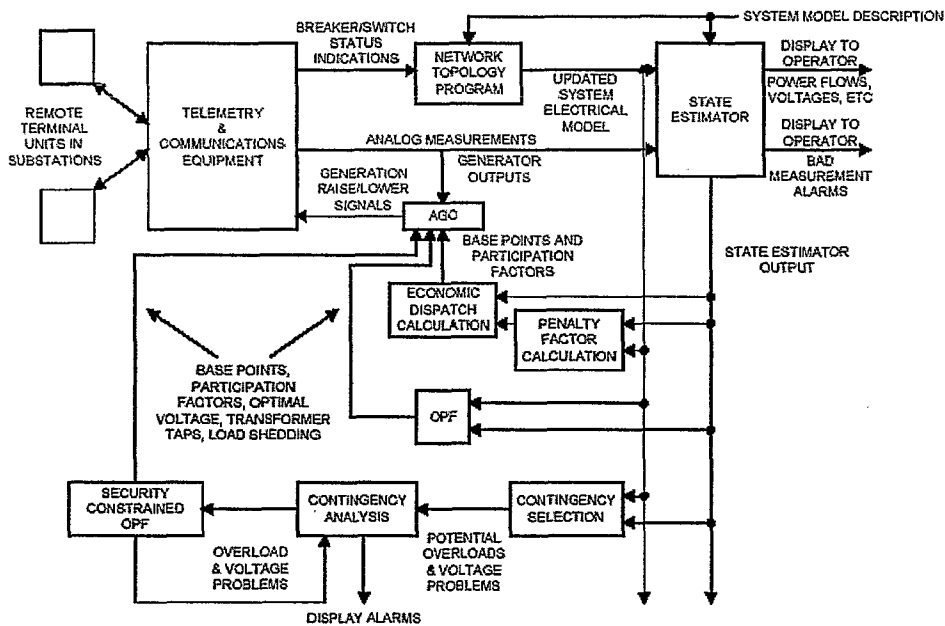 SYSTEM MODEL DESCRIPTION
BREAKER/SWITCH
STATUS
INDICATIONS
NETWORK
TOPOLOGY
PROGRAM
UPDATED
SYSTEM
ELECTRICAL
MODEL
STATE
ESTIMATOR
DISPLAY TO
OPERATOR
POWER FLOWS,
VOLTAGES, ETC
DISPLAY TO
OPERATOR
BAD
MEASUREMENT
ALARMS
REMOTE
TERMINAL
UNITS IN
SUBSTATIONS
TELEMETRY
&
COMMUNICATIONS
EQUIPMENT
ANALOG MEASUREMENTS
GENERATOR
OUTPUTS
GENERATION
RAISE/LOWER
SIGNALS
AGC
BASE POINTS AND
PARTICIPATION
FACTORS
STATE ESTIMATOR
OUTPUT
ECONOMIC
DISPATCH
CALCULATION
PENALTY
FACTOR
CALCULATION
BASE POINTS,
PARTICIPATION
FACTORS, OPTIMAL
VOLTAGE, TRANSFORMER
TAPS, LOAD SHEDDING
OPF
SECURITY
CONSTRAINED
OPF
CONTINGENCY
ANALYSIS
CONTINGENCY
SELECTION
OVERLOAD
& VOLTAGE
PROBLEMS
POTENTIAL
OVERLOADS
& VOLTAGE
PROBLEMS
DISPLAY ALARMS